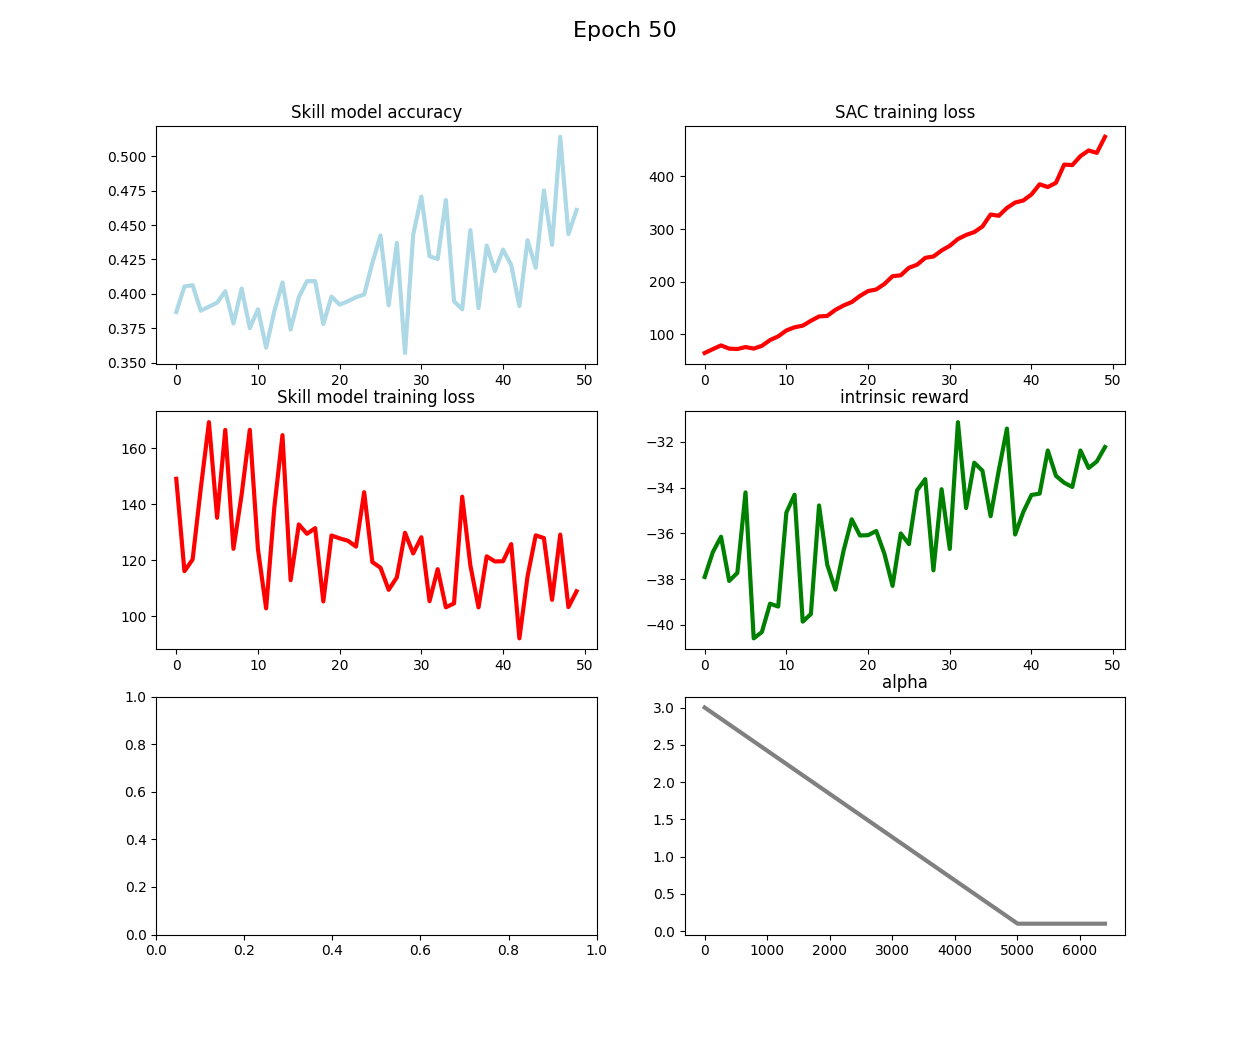 Epoch 50
Skill model accuracy
0.500
0.475
0.450
0.425
0.400
0.375
0.350
0 10 20 30 40 50
SAC training loss
400
300
200
100
0 10 20 30 40 50
Skill model training loss
160
140
120
100
0 10 20 30 40 50
intrinsic reward
−32
−34
−36
−38
−40
0 10 20 30 40 50
1.0
0.8
0.6
0.4
0.2
0.0
0.0 0.2 0.4 0.6 0.8 1.0
alpha
3.0
2.5
2.0
1.5
1.0
0.5
0.0
0 1000 2000 3000 4000 5000 6000